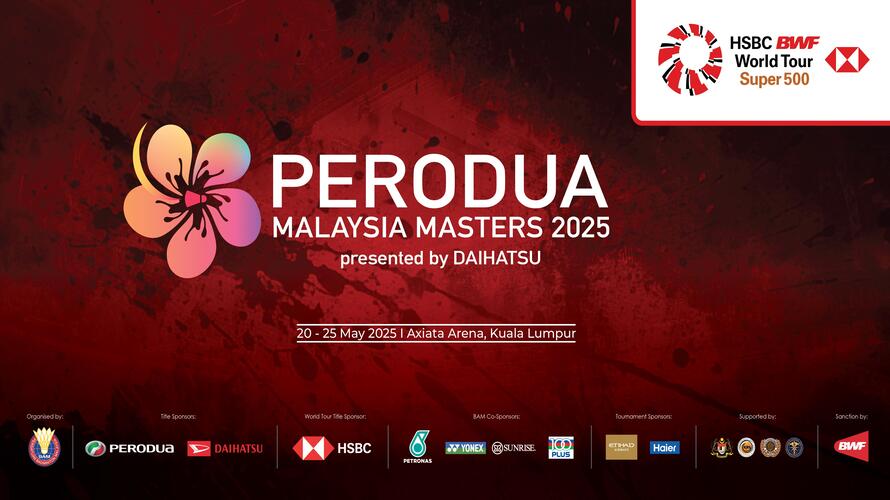 HSBC BWF
World Tour
Super 500
PERODUA
MALAYSIA MASTERS 2025
presented by DAIHATSU
20 - 25 May 2025 I Axiata Arena, Kuala Lumpur
Organised by:
Title Sponsors:
World Tour Title Sponsor:
BAM Co-Sponsors:
Tournament Sponsors:
Supported by:
Sanction by:
BAM
PERODUA
DAIHATSU
HSBC
PETRONAS
YONEX
SUNRISE
100
PLUS
ETIHAD
AIRWAYS
Haier
BWF